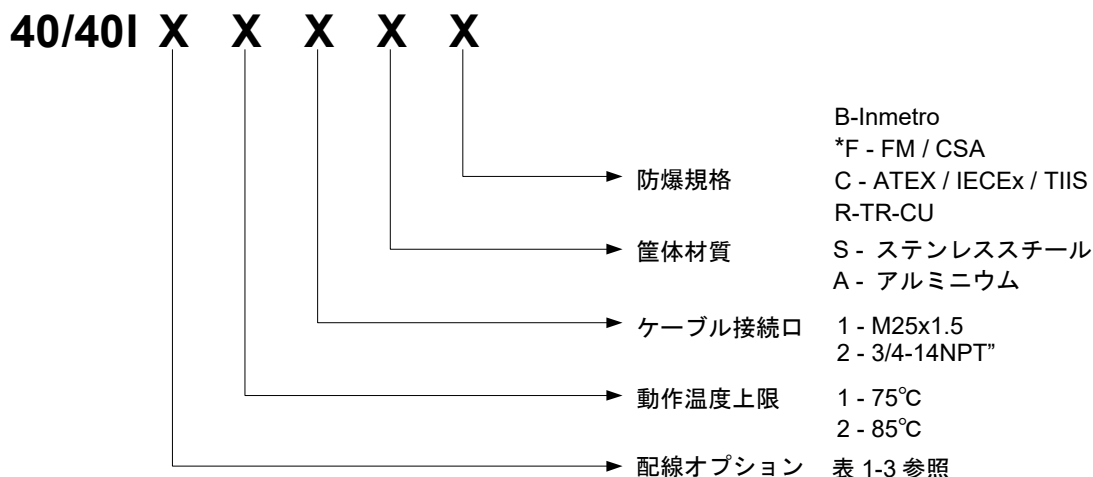 40/40I X X X X X
B-Inmetro
*F - FM / CSA
防爆規格 C - ATEX / IECEx / TIIS
R-TR-CU
筐体材質 S - ステンレススチール
A - アルミニウム
ケーブル接続口 1 - M25x1.5
2 - 3/4-14NPT”
動作温度上限 1 - 75℃
2 - 85℃
配線オプション 表 1-3 参照